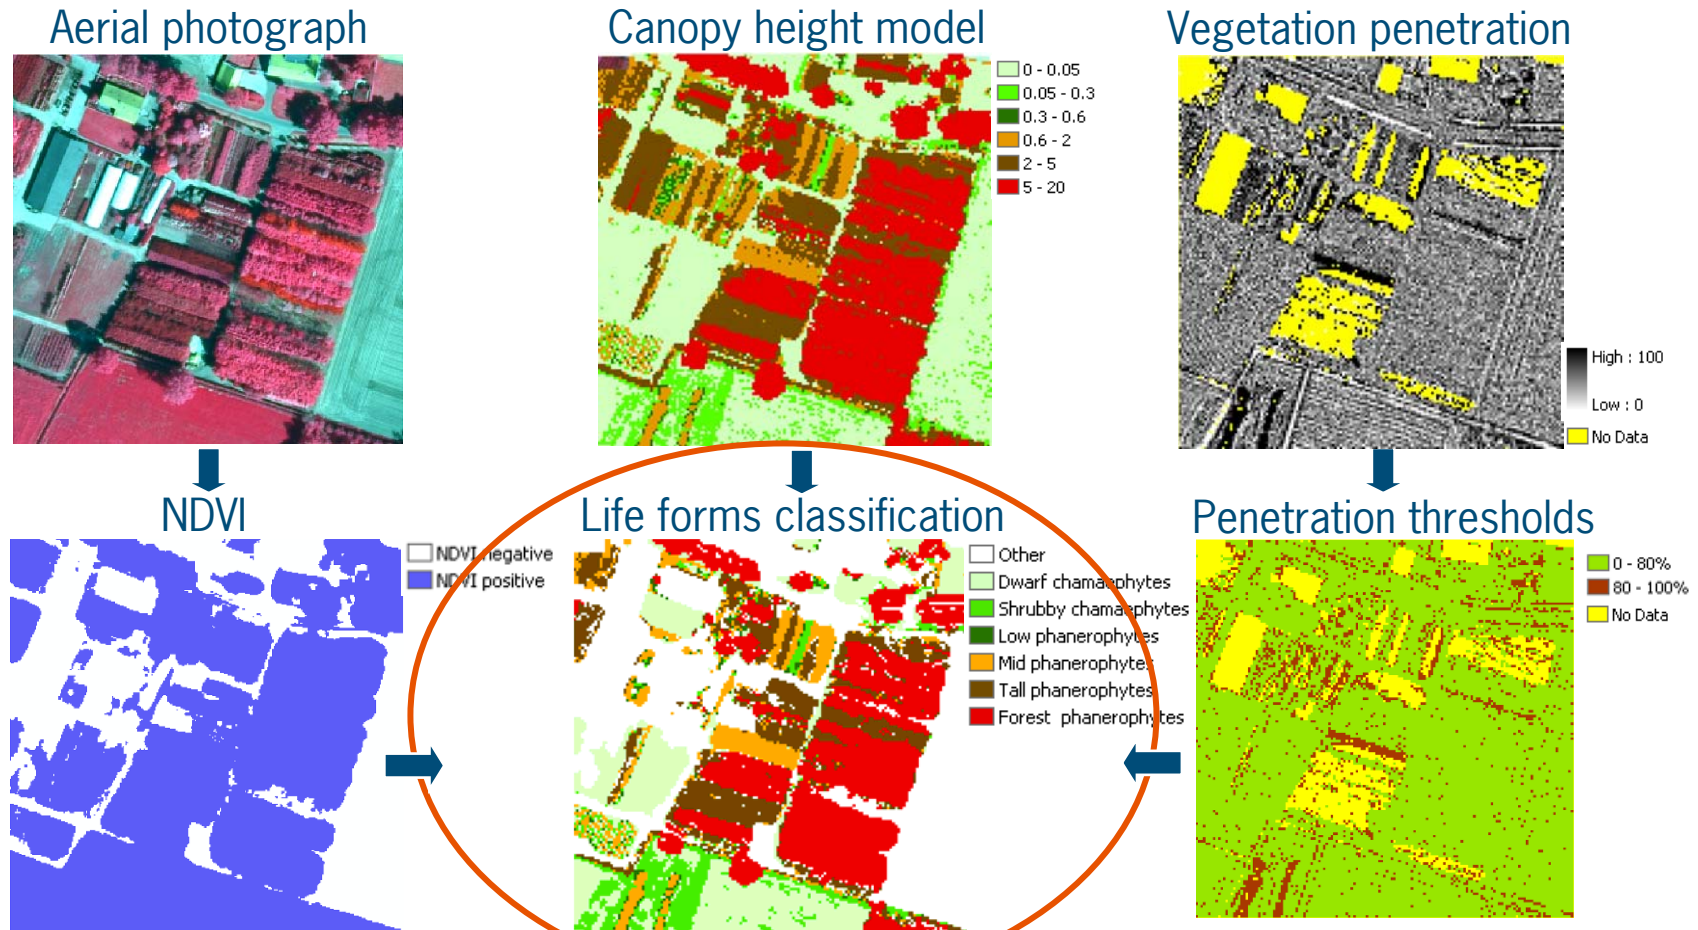 Aerial photograph
Canopy height model
Vegetation penetration
0 - 0.05
0.05 - 0.3
0.3 - 0.6
0.6 - 2
2 - 5
5 - 20
High : 100
Low : 0
No Data
NDVI
Life forms classification
Penetration thresholds
NDVI negative
NDVI positive
Other
Dwarf chamaephytes
Shrubby chamaephytes
Low phanerophytes
Mid phanerophytes
Tall phanerophytes
Forest phanerophytes
0 - 80%
80 - 100%
No Data